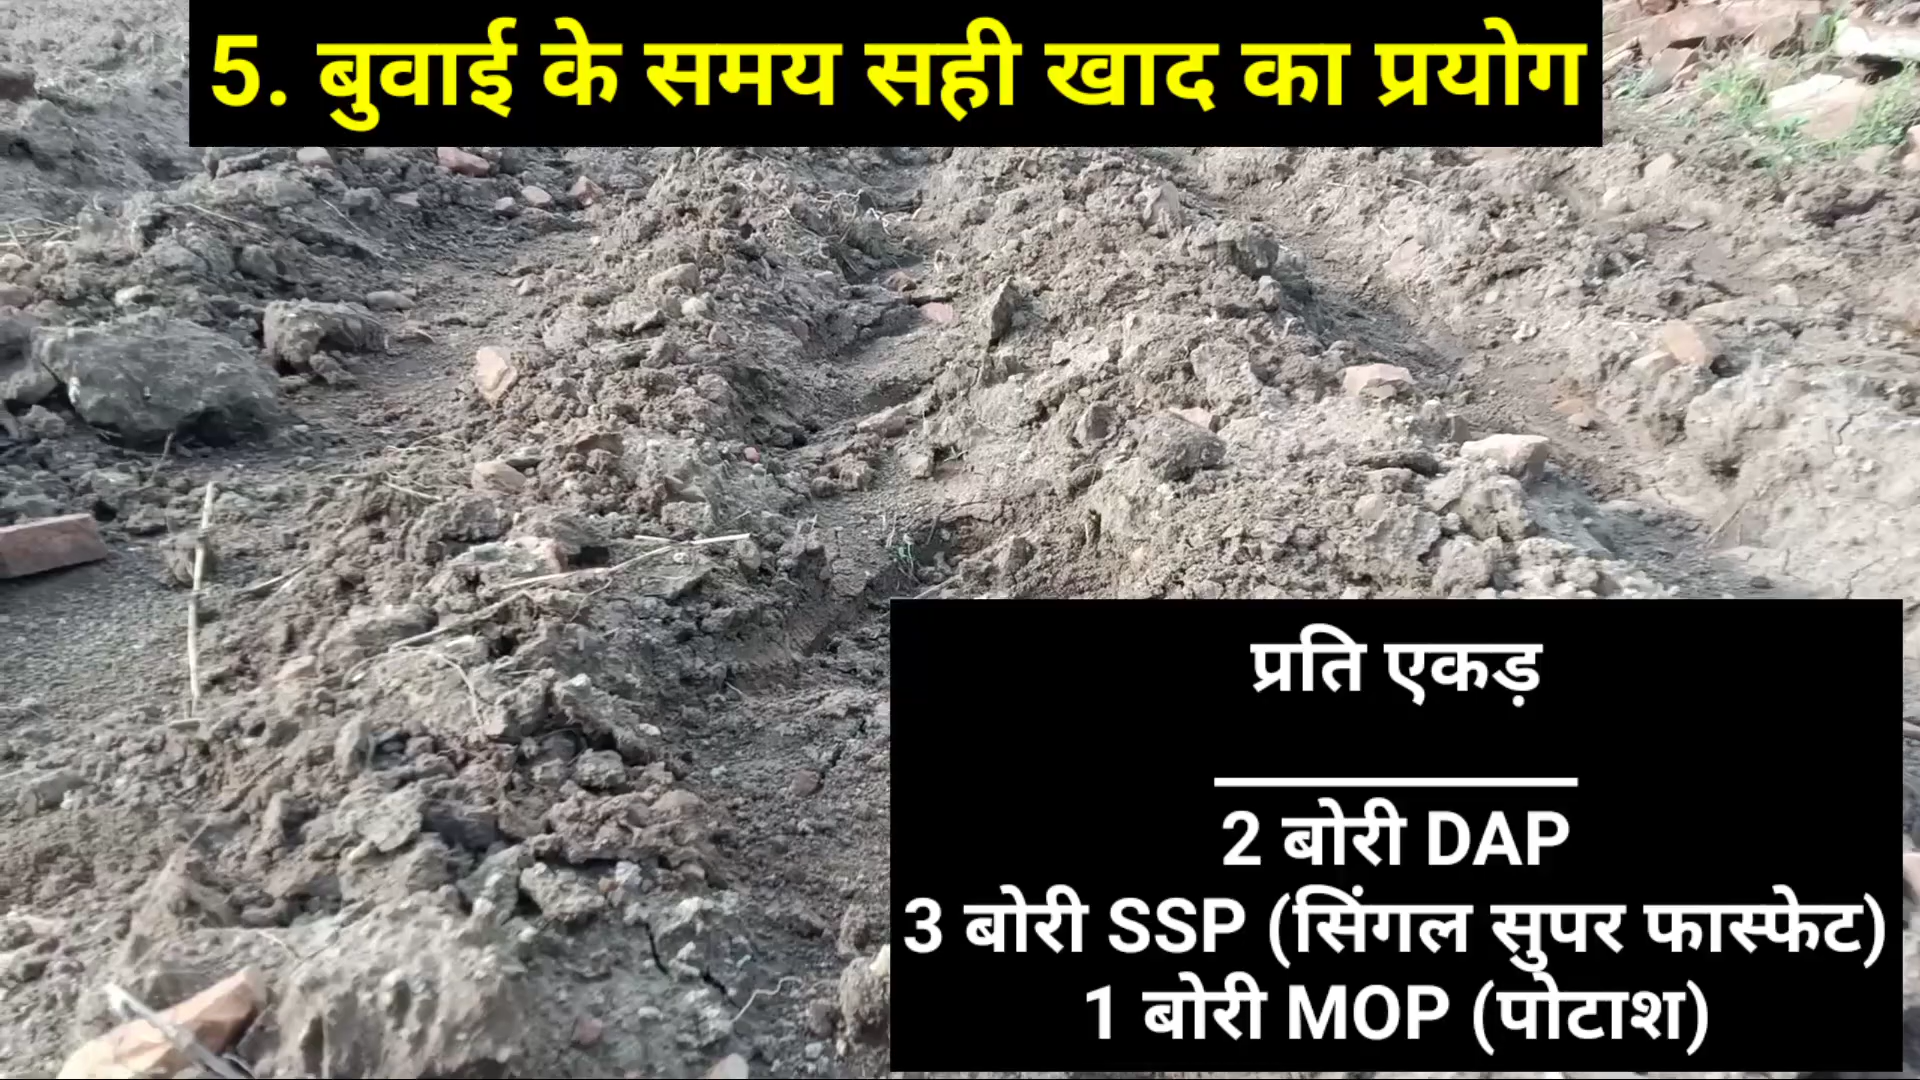 5. बुवाई के समय सही खाद का प्रयोग
प्रति एकड़
2 बोरी DAP
3 बोरी SSP (सिंगल सुपर फास्फेट)
1 बोरी MOP (पोटाश)